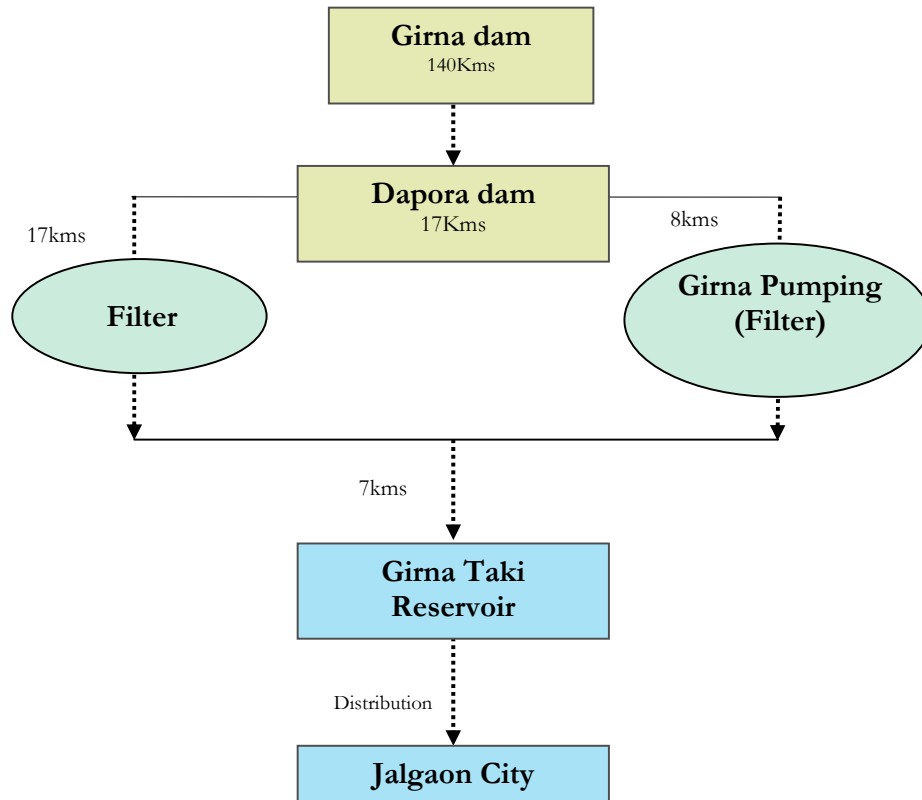 Girna dam
140Kms
Dapora dam
17Kms
17kms
8kms
Filter
Girna Pumping
(Filter)
7kms
Girna Taki
Reservoir
Distribution
Jalgaon City